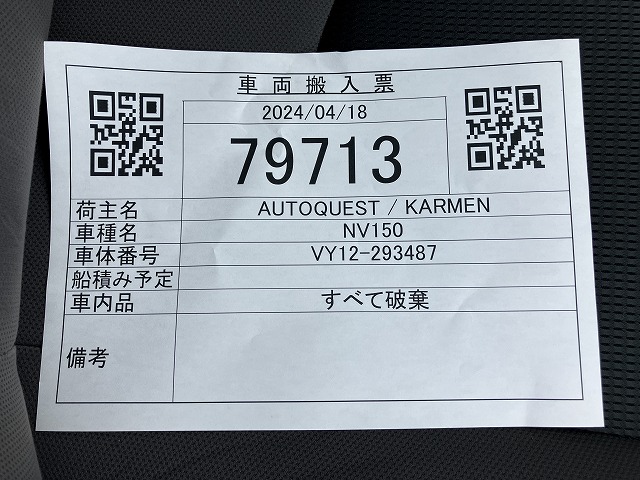 車両搬入票
2024/04/18
79713
荷主名 AUTOQUEST / KARMEN
車種名 NV150
車体番号 VY12-293487
船積み予定
車内品 すべて破棄
備考